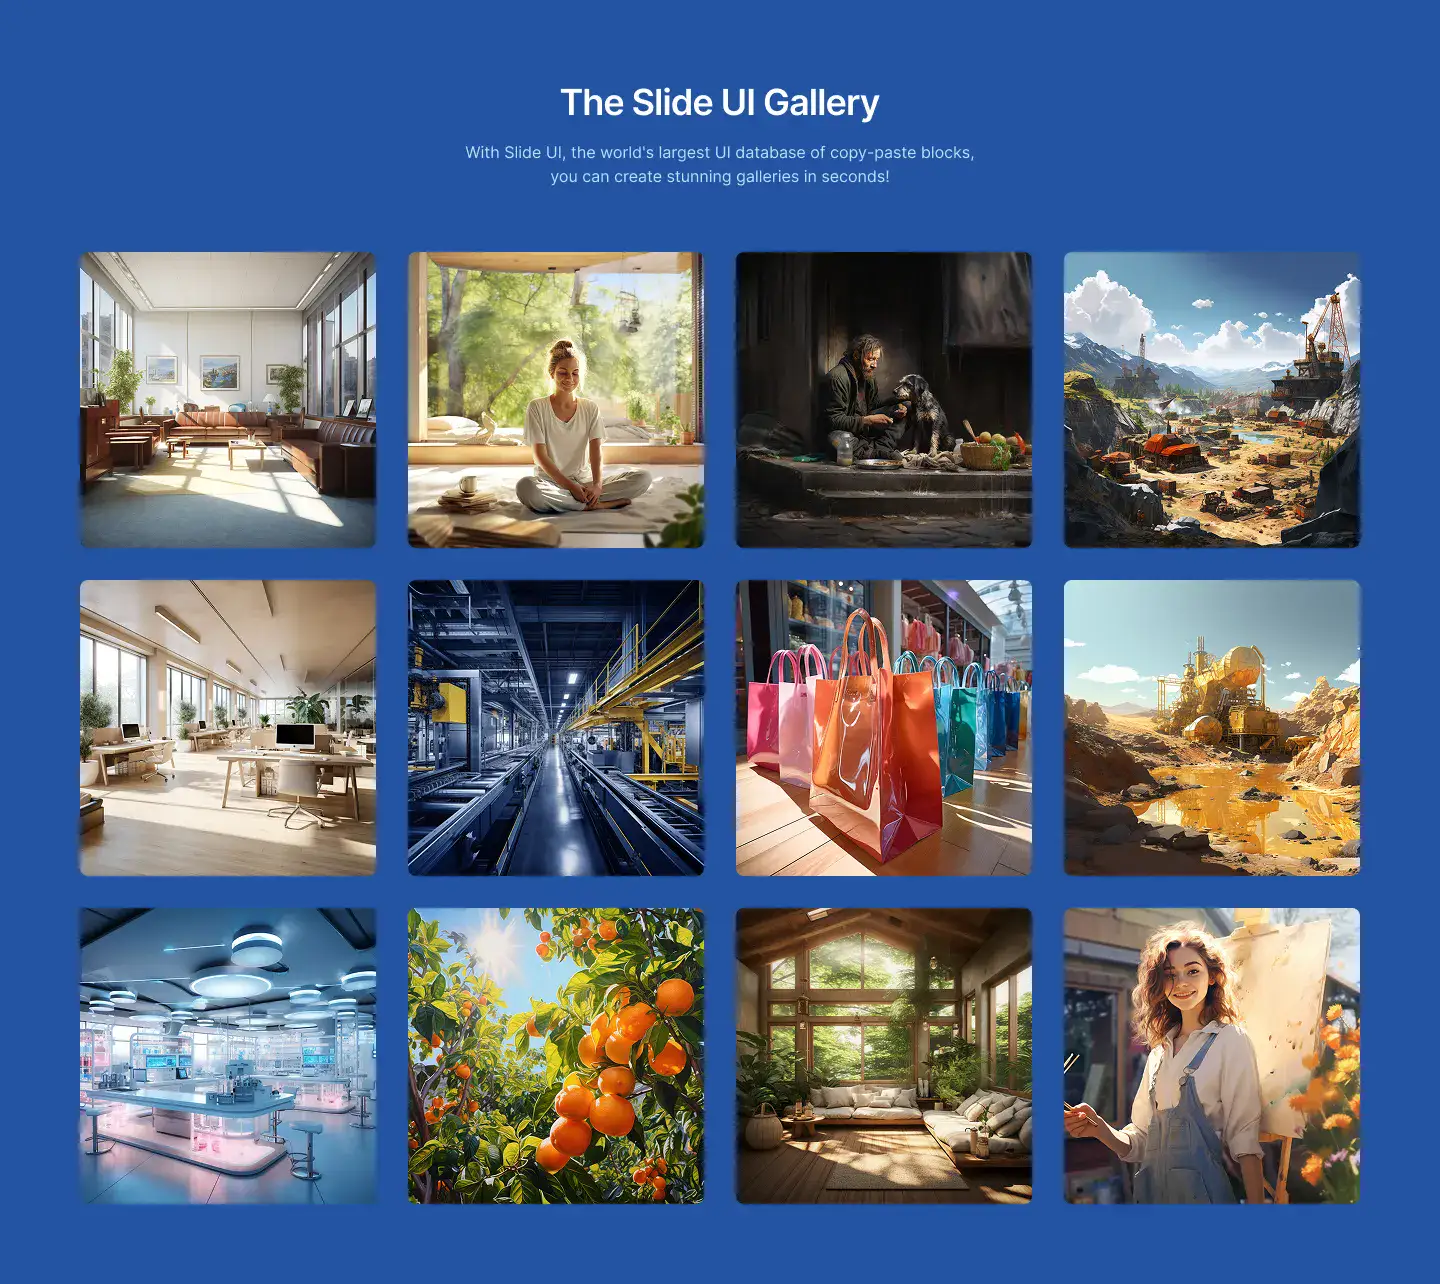 The Slide UI Gallery
With Slide UI, the world's largest UI database of copy-paste blocks,
you can create stunning galleries in seconds!